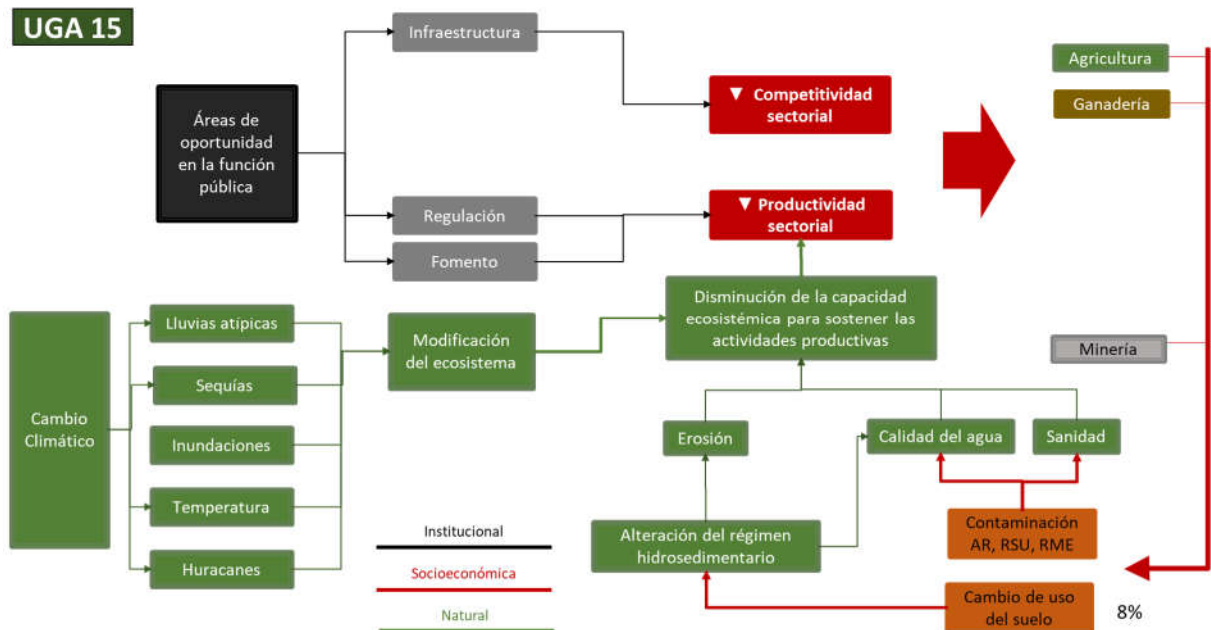 UGA 15
Infraestructura
Áreas de
oportunidad
en la función
pública
▼ Competitividad
sectorial
Agricultura
Ganadería
Regulación
Fomento
▼ Productividad
sectorial
Cambio
Climático
Lluvias atípicas
Sequías
Inundaciones
Temperatura
Huracanes
Modificación
del ecosistema
Disminución de la capacidad
ecosistémica para sostener las
actividades productivas
Minería
Erosión
Calidad del agua
Sanidad
Alteración del régimen
hidrosedimentario
Contaminación
AR, RSU, RME
Cambio de uso
del suelo
8%
Institucional
Socioeconómica
Natural